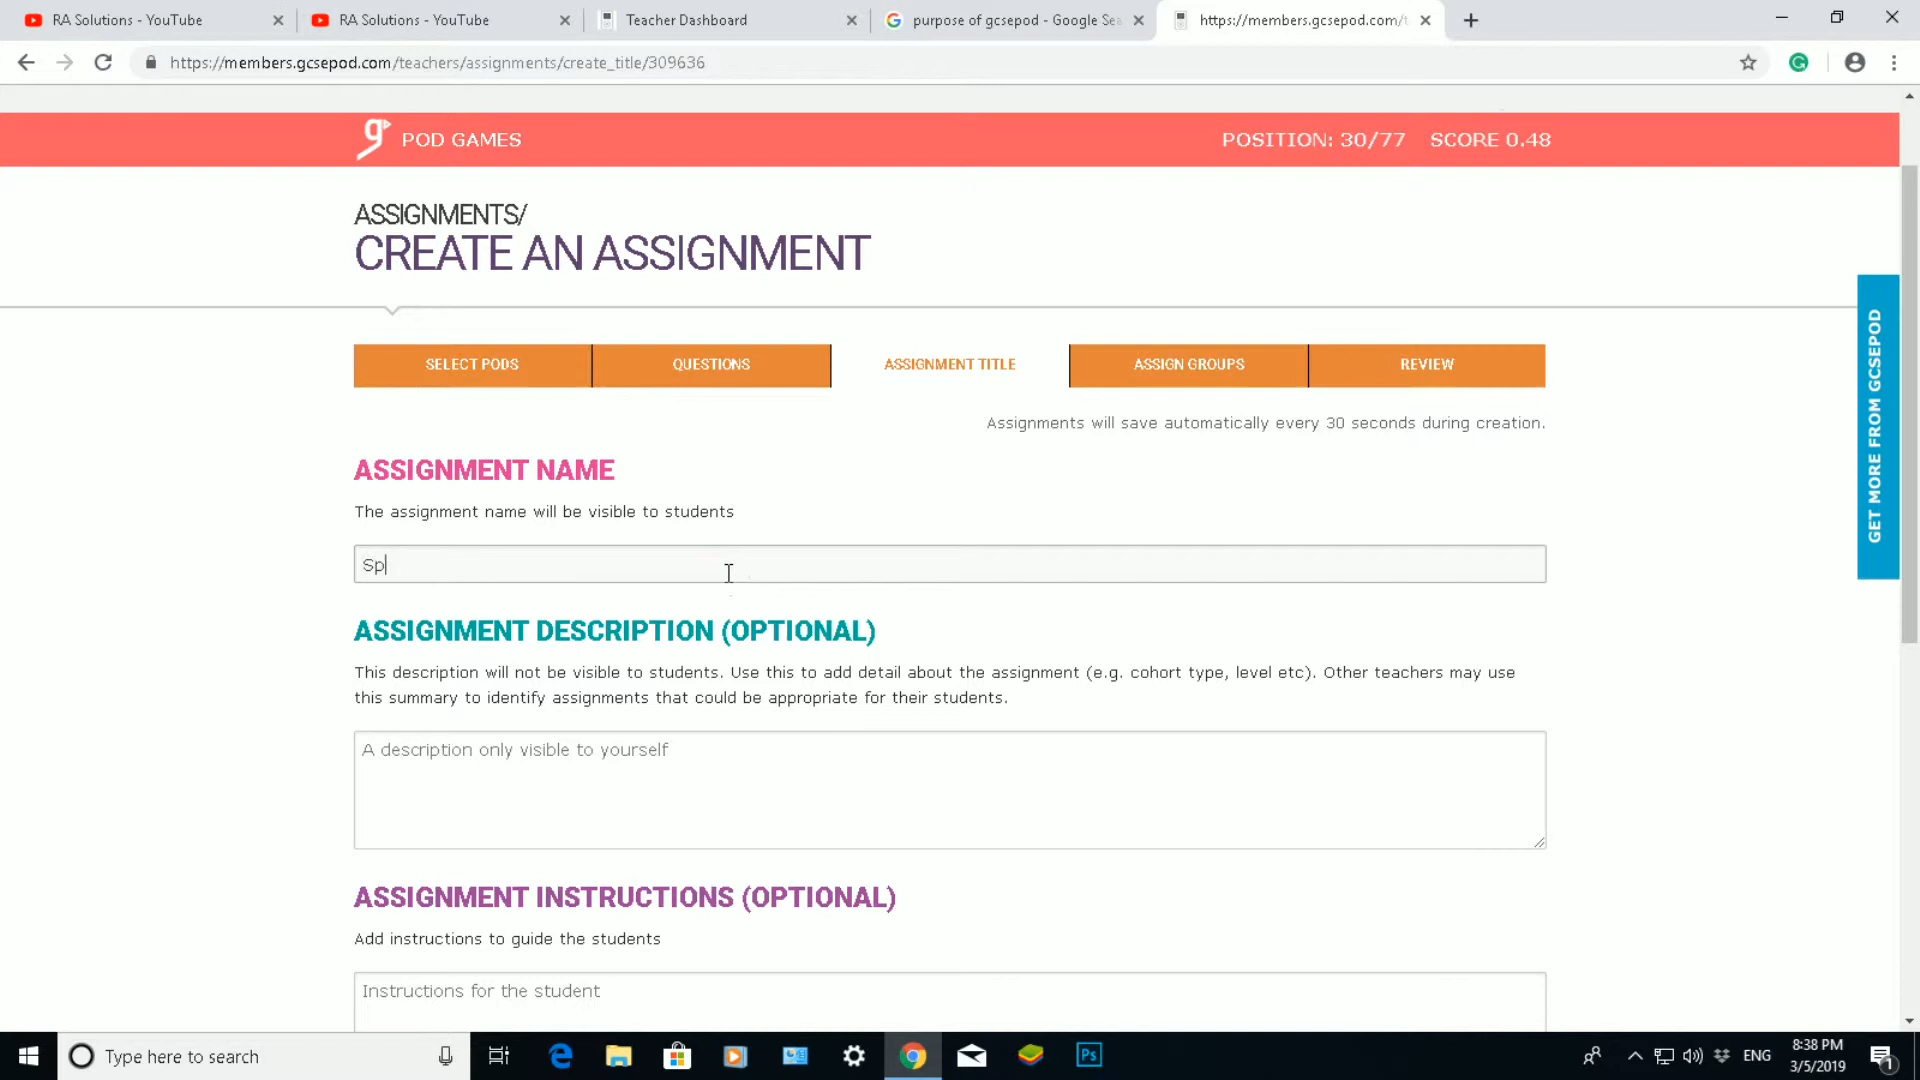 RA Solutions - YouTube
RA Solutions - YouTube
Teacher Dashboard
purpose of gcsepod - Google Sea
https://members.gcsepod.com/t
https://members.gcsepod.com/teachers/assignments/create_title/309636
POD GAMES
POSITION: 30/77 SCORE 0.48
ASSIGNMENTS/
CREATE AN ASSIGNMENT
SELECT PODS
QUESTIONS
ASSIGNMENT TITLE
ASSIGN GROUPS
REVIEW
Assignments will save automatically every 30 seconds during creation.
ASSIGNMENT NAME
The assignment name will be visible to students
Sp
ASSIGNMENT DESCRIPTION (OPTIONAL)
This description will not be visible to students. Use this to add detail about the assignment (e.g. cohort type, level etc). Other teachers may use
this summary to identify assignments that could be appropriate for their students.
A description only visible to yourself
ASSIGNMENT INSTRUCTIONS (OPTIONAL)
Add instructions to guide the students
Instructions for the student
GET MORE FROM GCSEPOD
Type here to search
Ps
ENG
8:38 PM
3/5/2019
1